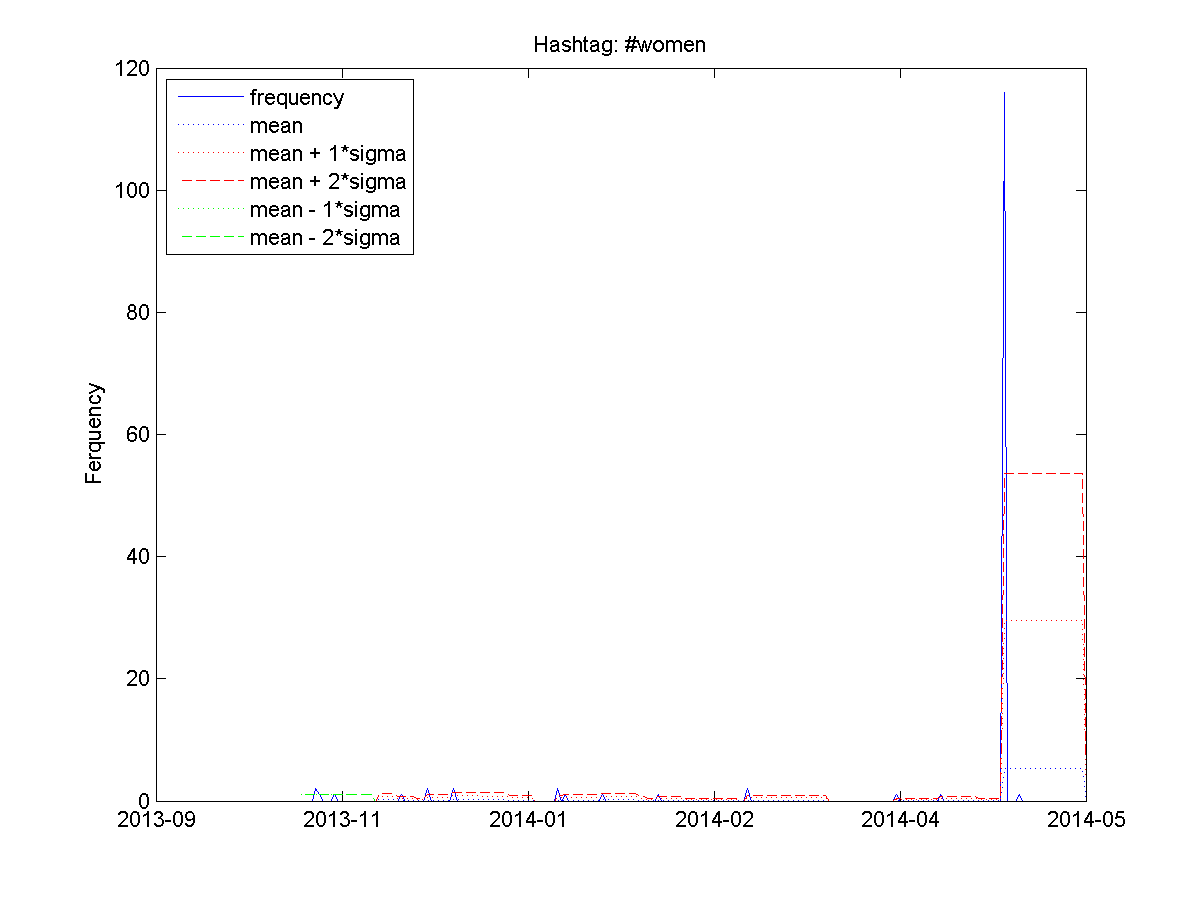 Hashtag: #women
120
100
80
60
40
20
0
Ferquency
frequency
mean
mean + 1*sigma
mean + 2*sigma
mean - 1*sigma
mean - 2*sigma
2013-09 2013-11 2014-01 2014-02 2014-04 2014-05